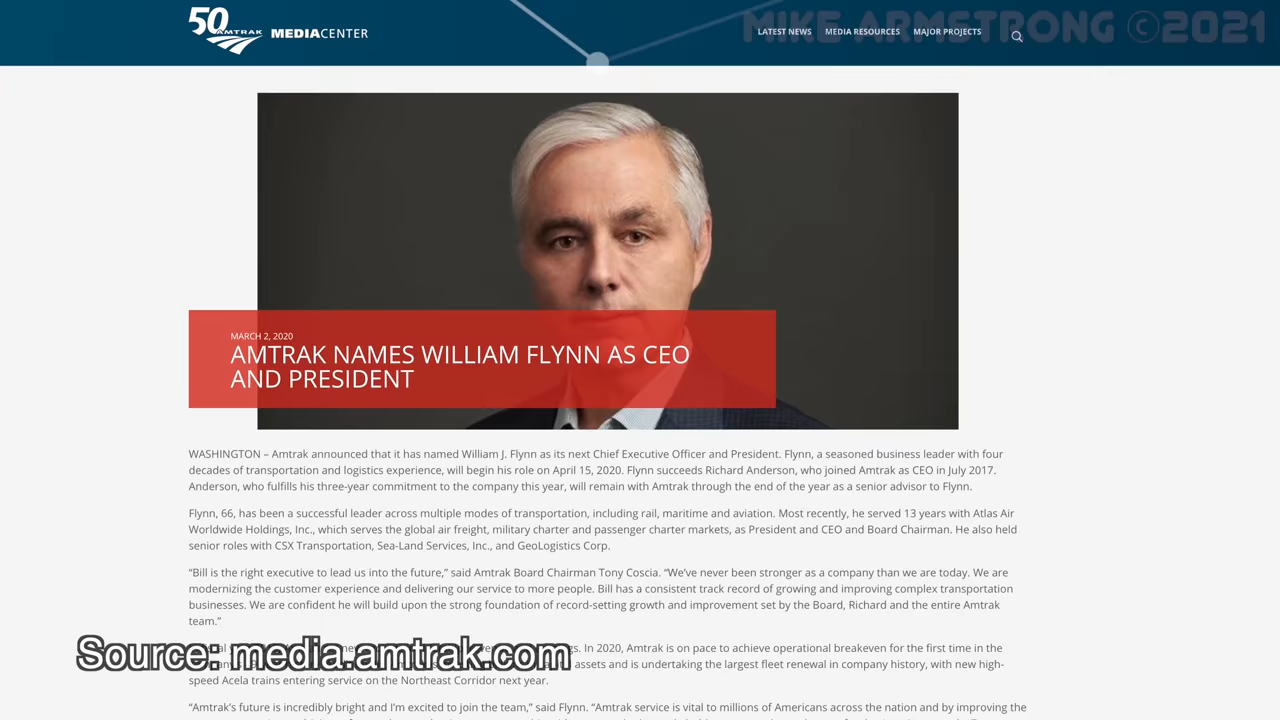 50
AMTRAK
MEDIACENTER
LATEST NEWS MEDIA RESOURCES MAJOR PROJECTS
MIKE ARMSTRONG ©2021
MARCH 2, 2020
AMTRAK NAMES WILLIAM FLYNN AS CEO
AND PRESIDENT
WASHINGTON – Amtrak announced that it has named William J. Flynn as its next Chief Executive Officer and President. Flynn, a seasoned business leader with four
decades of transportation and logistics experience, will begin his role on April 15, 2020. Flynn succeeds Richard Anderson, who joined Amtrak as CEO in July 2017.
Anderson, who fulfills his three-year commitment to the company this year, will remain with Amtrak through the end of the year as a senior advisor to Flynn.
Flynn, 66, has been a successful leader across multiple modes of transportation, including rail, maritime and aviation. Most recently, he served 13 years with Atlas Air
Worldwide Holdings, Inc., which serves the global air freight, military charter and passenger charter markets, as President and CEO and Board Chairman. He also held
senior roles with CSX Transportation, Sea-Land Services, Inc., and GeoLogistics Corp.
“Bill is the right executive to lead us into the future,” said Amtrak Board Chairman Tony Coscia. “We’ve never been stronger as a company than we are today. We are
modernizing the customer experience and delivering our service to more people. Bill has a consistent track record of growing and improving complex transportation
businesses. We are confident he will build upon the strong foundation of record-setting growth and improvement set by the Board, Richard and the entire Amtrak
team.”
In 2020, Amtrak is on pace to achieve operational breakeven for the first time in the
assets and is undertaking the largest fleet renewal in company history, with new high-
Source: media.amtrak.com
speed Acela trains entering service on the Northeast Corridor next year.
“Amtrak’s future is incredibly bright and I’m excited to join the team,” said Flynn. “Amtrak service is vital to millions of Americans across the nation and by improving the